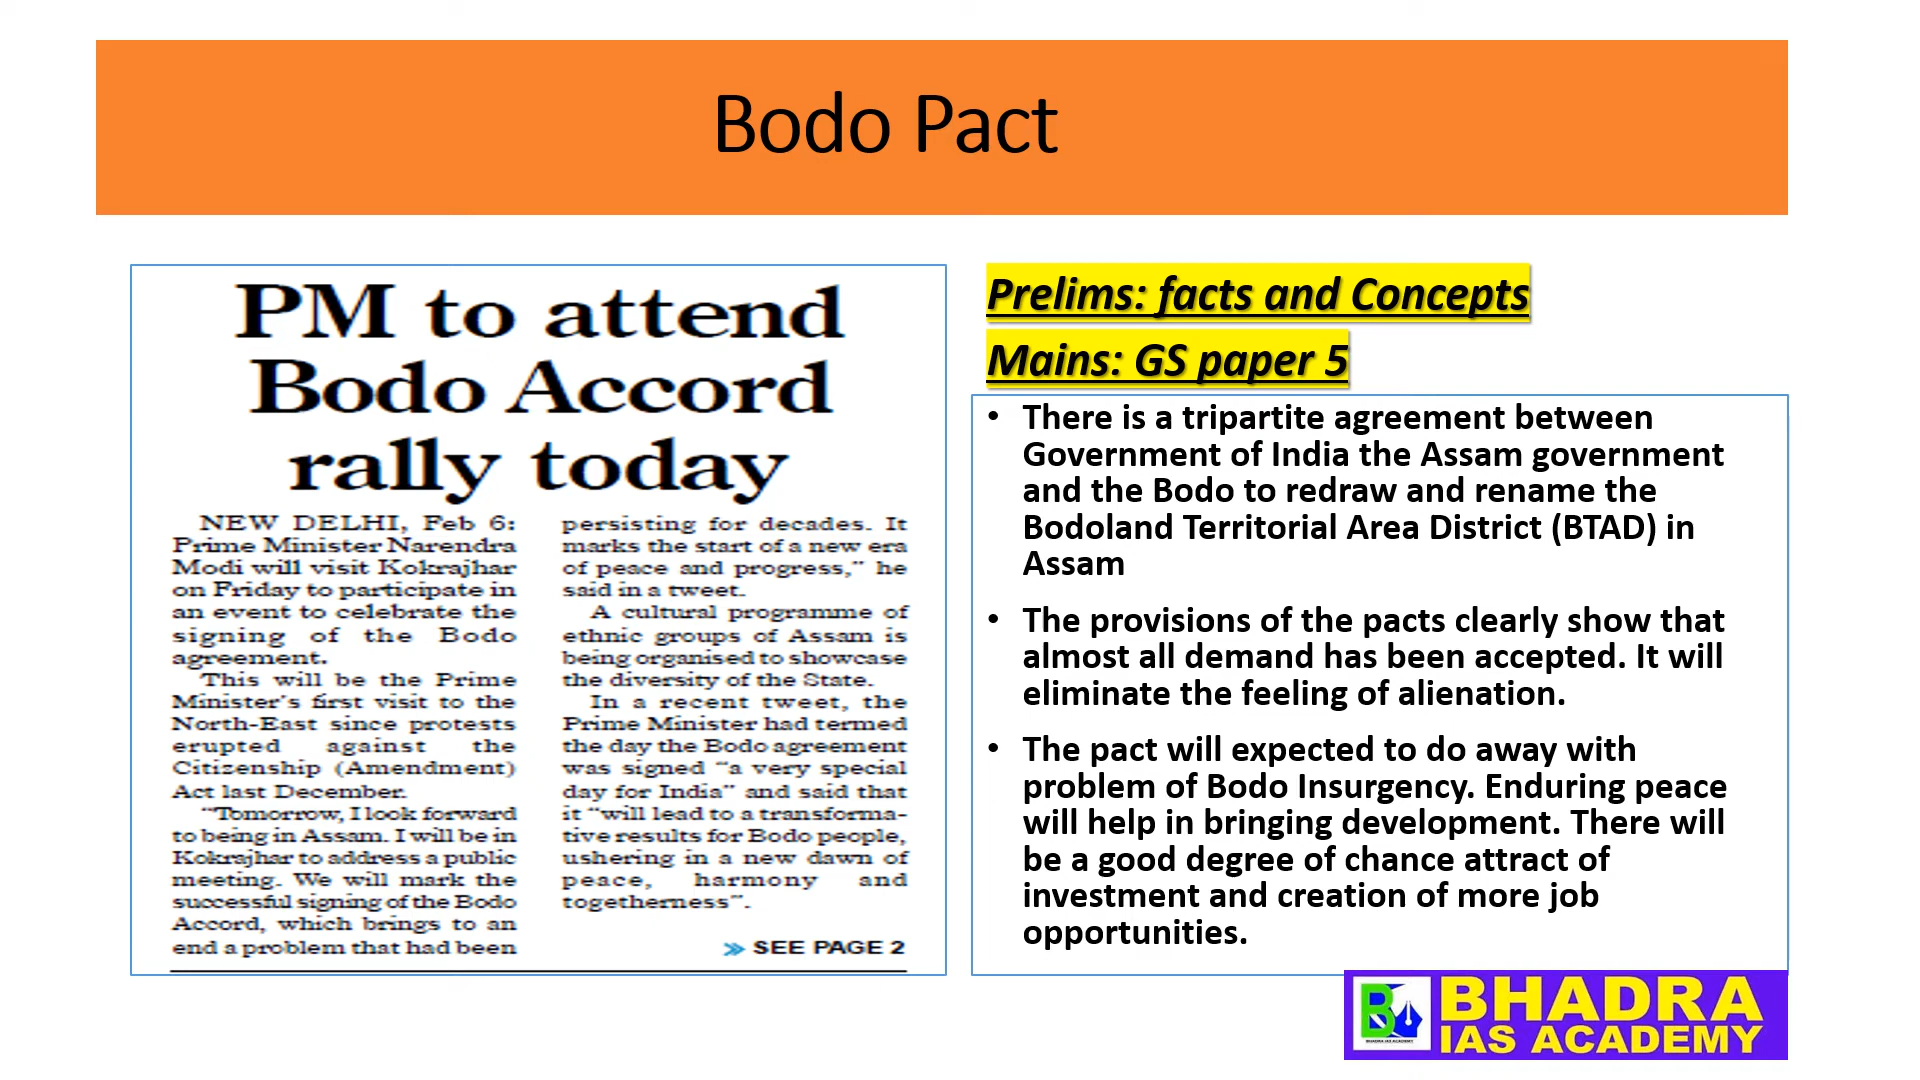 Bodo Pact
PM to attend
Bodo Accord
rally today
NEW DELHI, Feb 6:
Prime Minister Narendra
Modi will visit Kokrajhar
on Friday to participate in
an event to celebrate the
signing of the Bodo
agreement.
This will be the Prime
Minister's first visit to the
North-East since protests
erupted against the
Citizenship (Amendment)
Act last December.
"Tomorrow, I look forward
to being in Assam. I will be in
Kokrajhar to address a public
meeting. We will mark the
successful signing of the Bodo
Accord, which brings to an
end a problem that had been
persisting for decades. It
marks the start of a new era
of peace and progress," he
said in a tweet.
A cultural programme of
ethnic groups of Assam is
being organised to showcase
the diversity of the State.
In a recent tweet, the
Prime Minister had termed
the day the Bodo agreement
was signed "a very special
day for India" and said that
it "will lead to a transforma-
tive results for Bodo people,
ushering in a new dawn of
peace, harmony and
togetherness".
>> SEE PAGE 2
Prelims: facts and Concepts
Mains: GS paper 5
• There is a tripartite agreement between
Government of India the Assam government
and the Bodo to redraw and rename the
Bodoland Territorial Area District (BTAD) in
Assam
• The provisions of the pacts clearly show that
almost all demand has been accepted. It will
eliminate the feeling of alienation.
• The pact will expected to do away with
problem of Bodo Insurgency. Enduring peace
will help in bringing development. There will
be a good degree of chance attract of
investment and creation of more job
opportunities.
BHADRA
IAS ACADEMY
BHADRA IAS ACADEMY